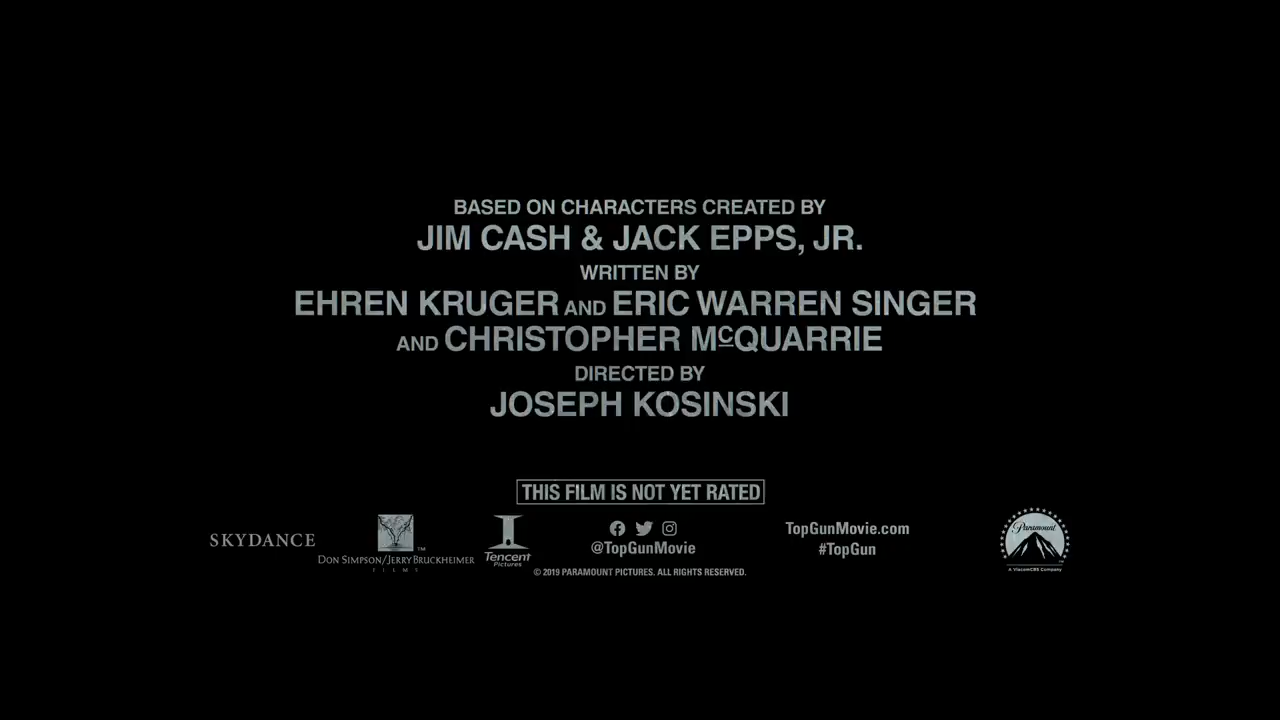 BASED ON CHARACTERS CREATED BY
JIM CASH & JACK EPPS, JR.
WRITTEN BY
EHREN KRUGER AND ERIC WARREN SINGER
AND CHRISTOPHER McQUARRIE
DIRECTED BY
JOSEPH KOSINSKI
THIS FILM IS NOT YET RATED
SKYDANCE
DON SIMPSON/JERRY BRUCKHEIMER
FILMS
TM
Tencent
Pictures
@TopGunMovie
© 2019 PARAMOUNT PICTURES. ALL RIGHTS RESERVED.
TopGunMovie.com
#TopGun
Paramount
A ViacomCBS Company